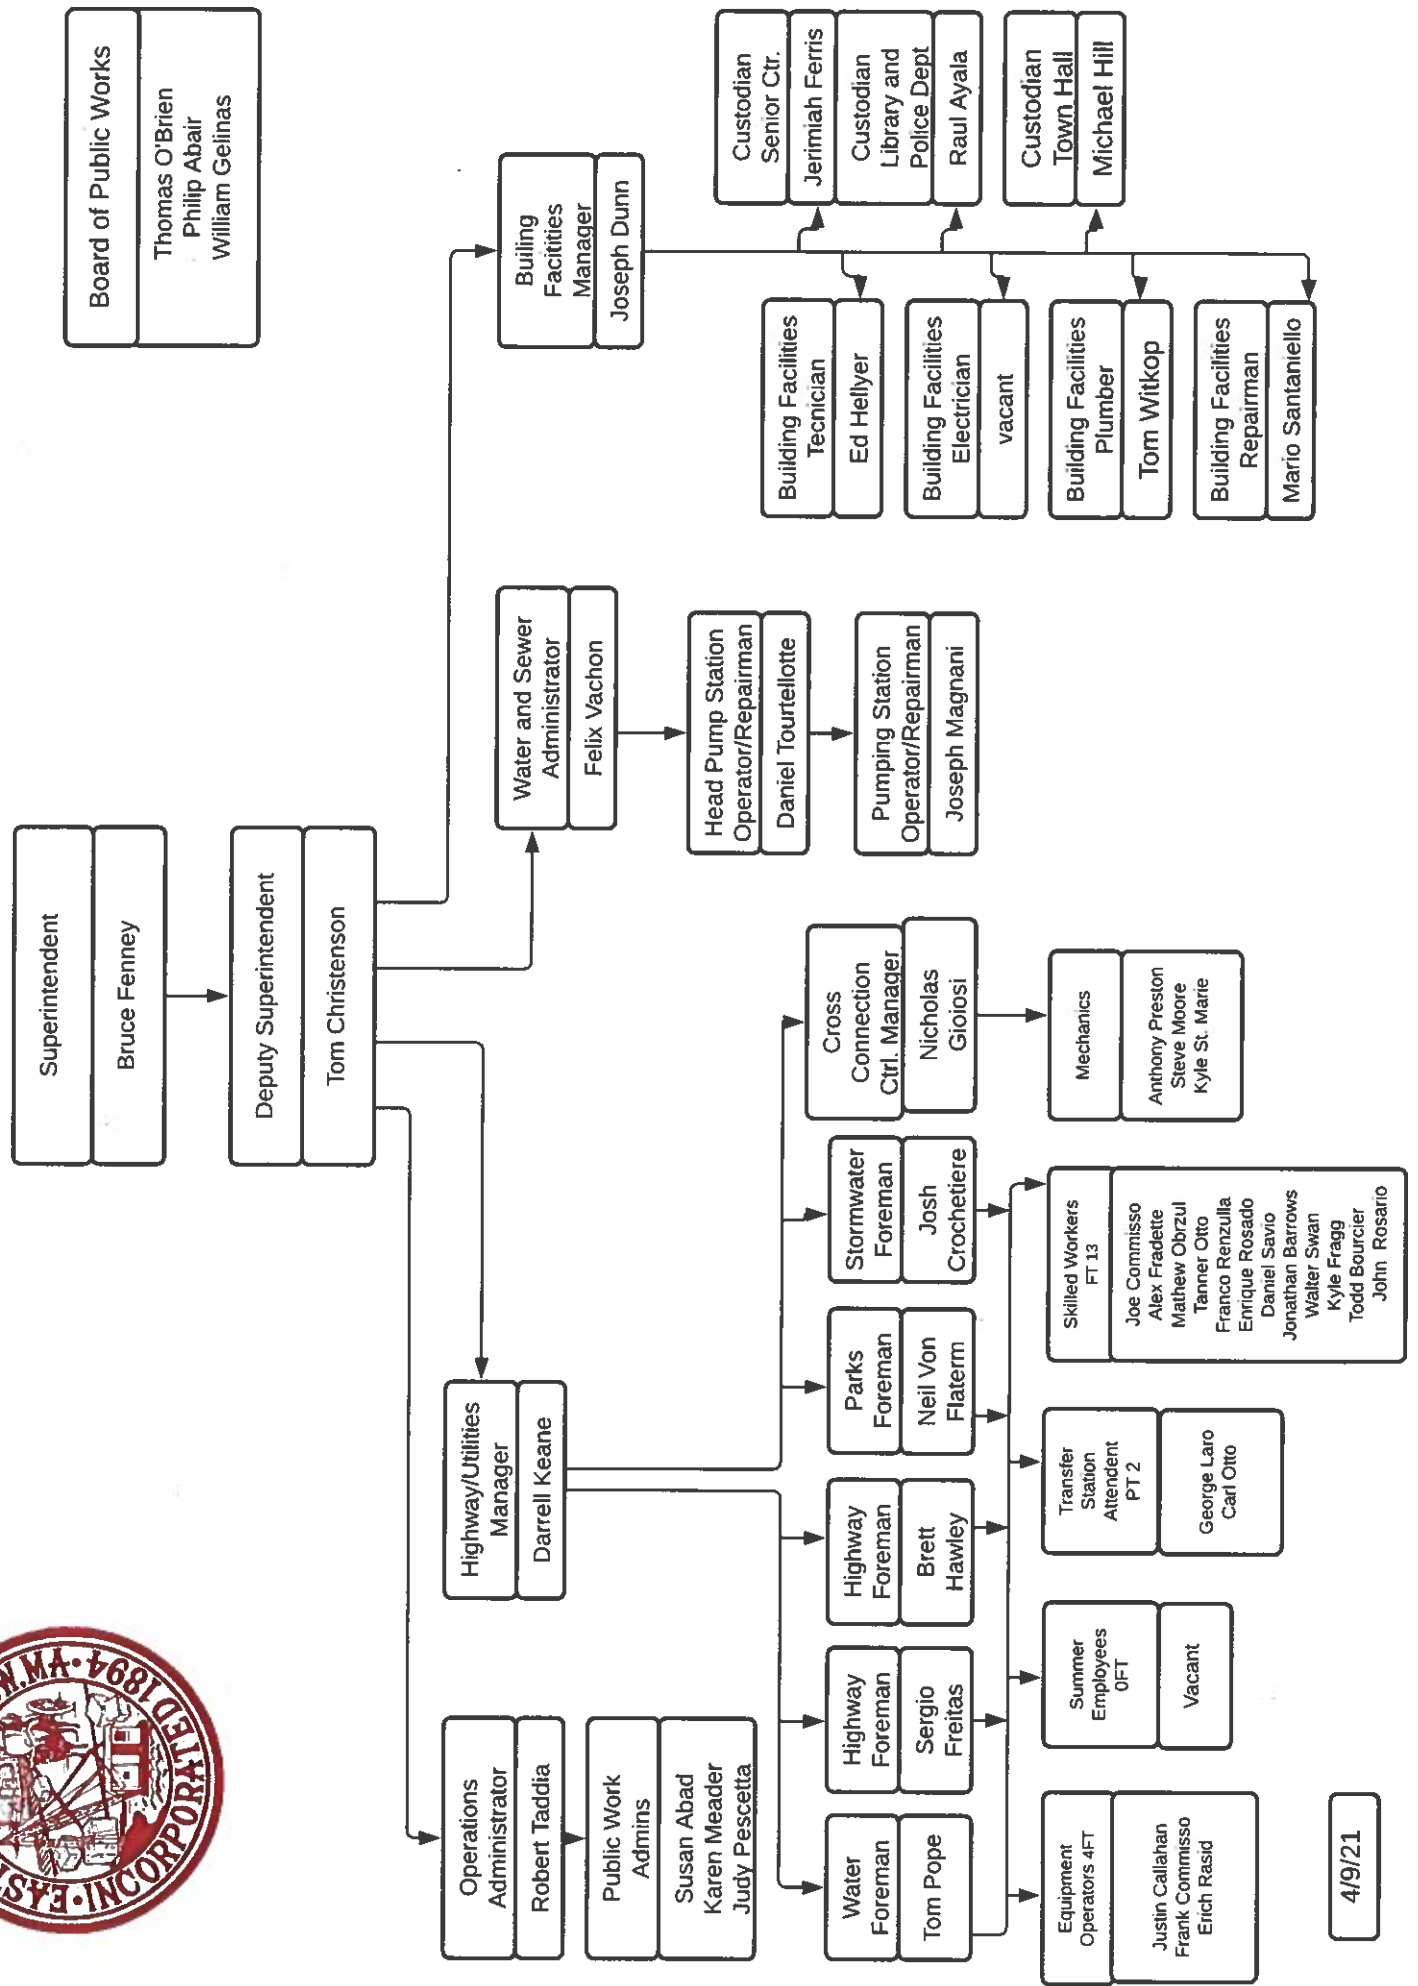 EAS
INCORPORATED 1894
Superintendent
Bruce Fenney
Board of Public Works
Thomas O'Brien
Philip Abair
William Gelinas
Deputy Superintendent
Tom Christenson
Operations
Administrator
Robert Taddia
Public Work
Admins
Susan Abad
Karen Meader
Judy Pescetta
Highway/Utilities
Manager
Darrell Keane
Water and Sewer
Administrator
Felix Vachon
Builing
Facitities
Manager
Joseph Dunn
Head Pump Station
Operator/Repairman
Daniel Tourtellotte
Pumping Station
Operator/Repairman
Joseph Magnani
Custodian
Senior Ctr.
Jerimiah Ferris
Custodian
Library and
Police Dept
Raul Ayala
Custodian
Town Hall
Michael Hill
Building Facilities
Tecnician
Ed Hellyer
Building Facilities
Electrician
vacant
Building Facilities
Plumber
Tom Witkop
Building Facilities
Repairman
Mario Santaniello
Water
Foreman
Tom Pope
Highway
Foreman
Sergio
Freitas
Highway
Foreman
Brett
Hawley
Parks
Foreman
Neil Von
Flaterm
Stormwater
Foreman
Josh
Crochetiere
Cross
Connection
Ctrl. Manager
Nicholas
Gioiosi
Equipment
Operators 4FT
Justin Callahan
Frank Commisso
Erich Rasid
Summer
Employees
0FT
Vacant
Transfer
Station
Attendent
PT 2
George Laro
Carl Otto
Skilled Workers
FT 13
Joe Commisso
Alex Fradette
Mathew Obrzul
Tanner Otto
Franco Renzulla
Enrique Rosado
Daniel Savio
Jonathan Barrows
Walter Swan
Kyle Fragg
Todd Bourcier
John Rosario
Mechanics
Anthony Preston
Steve Moore
Kyle St. Marie
4/9/21